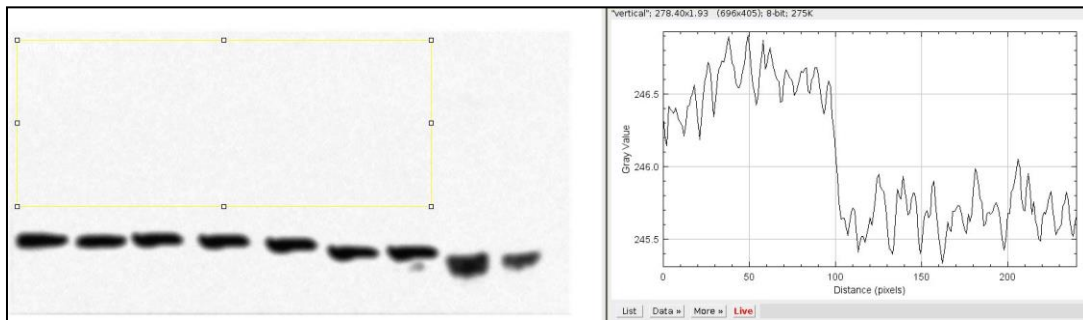 "vertical"; 278.40x1.93 (696x405); 8-bit; 275K
Gray Value
246.5
246.0
245.5
0 50 100 150 200
Distance (pixels)
List Data » More » Live